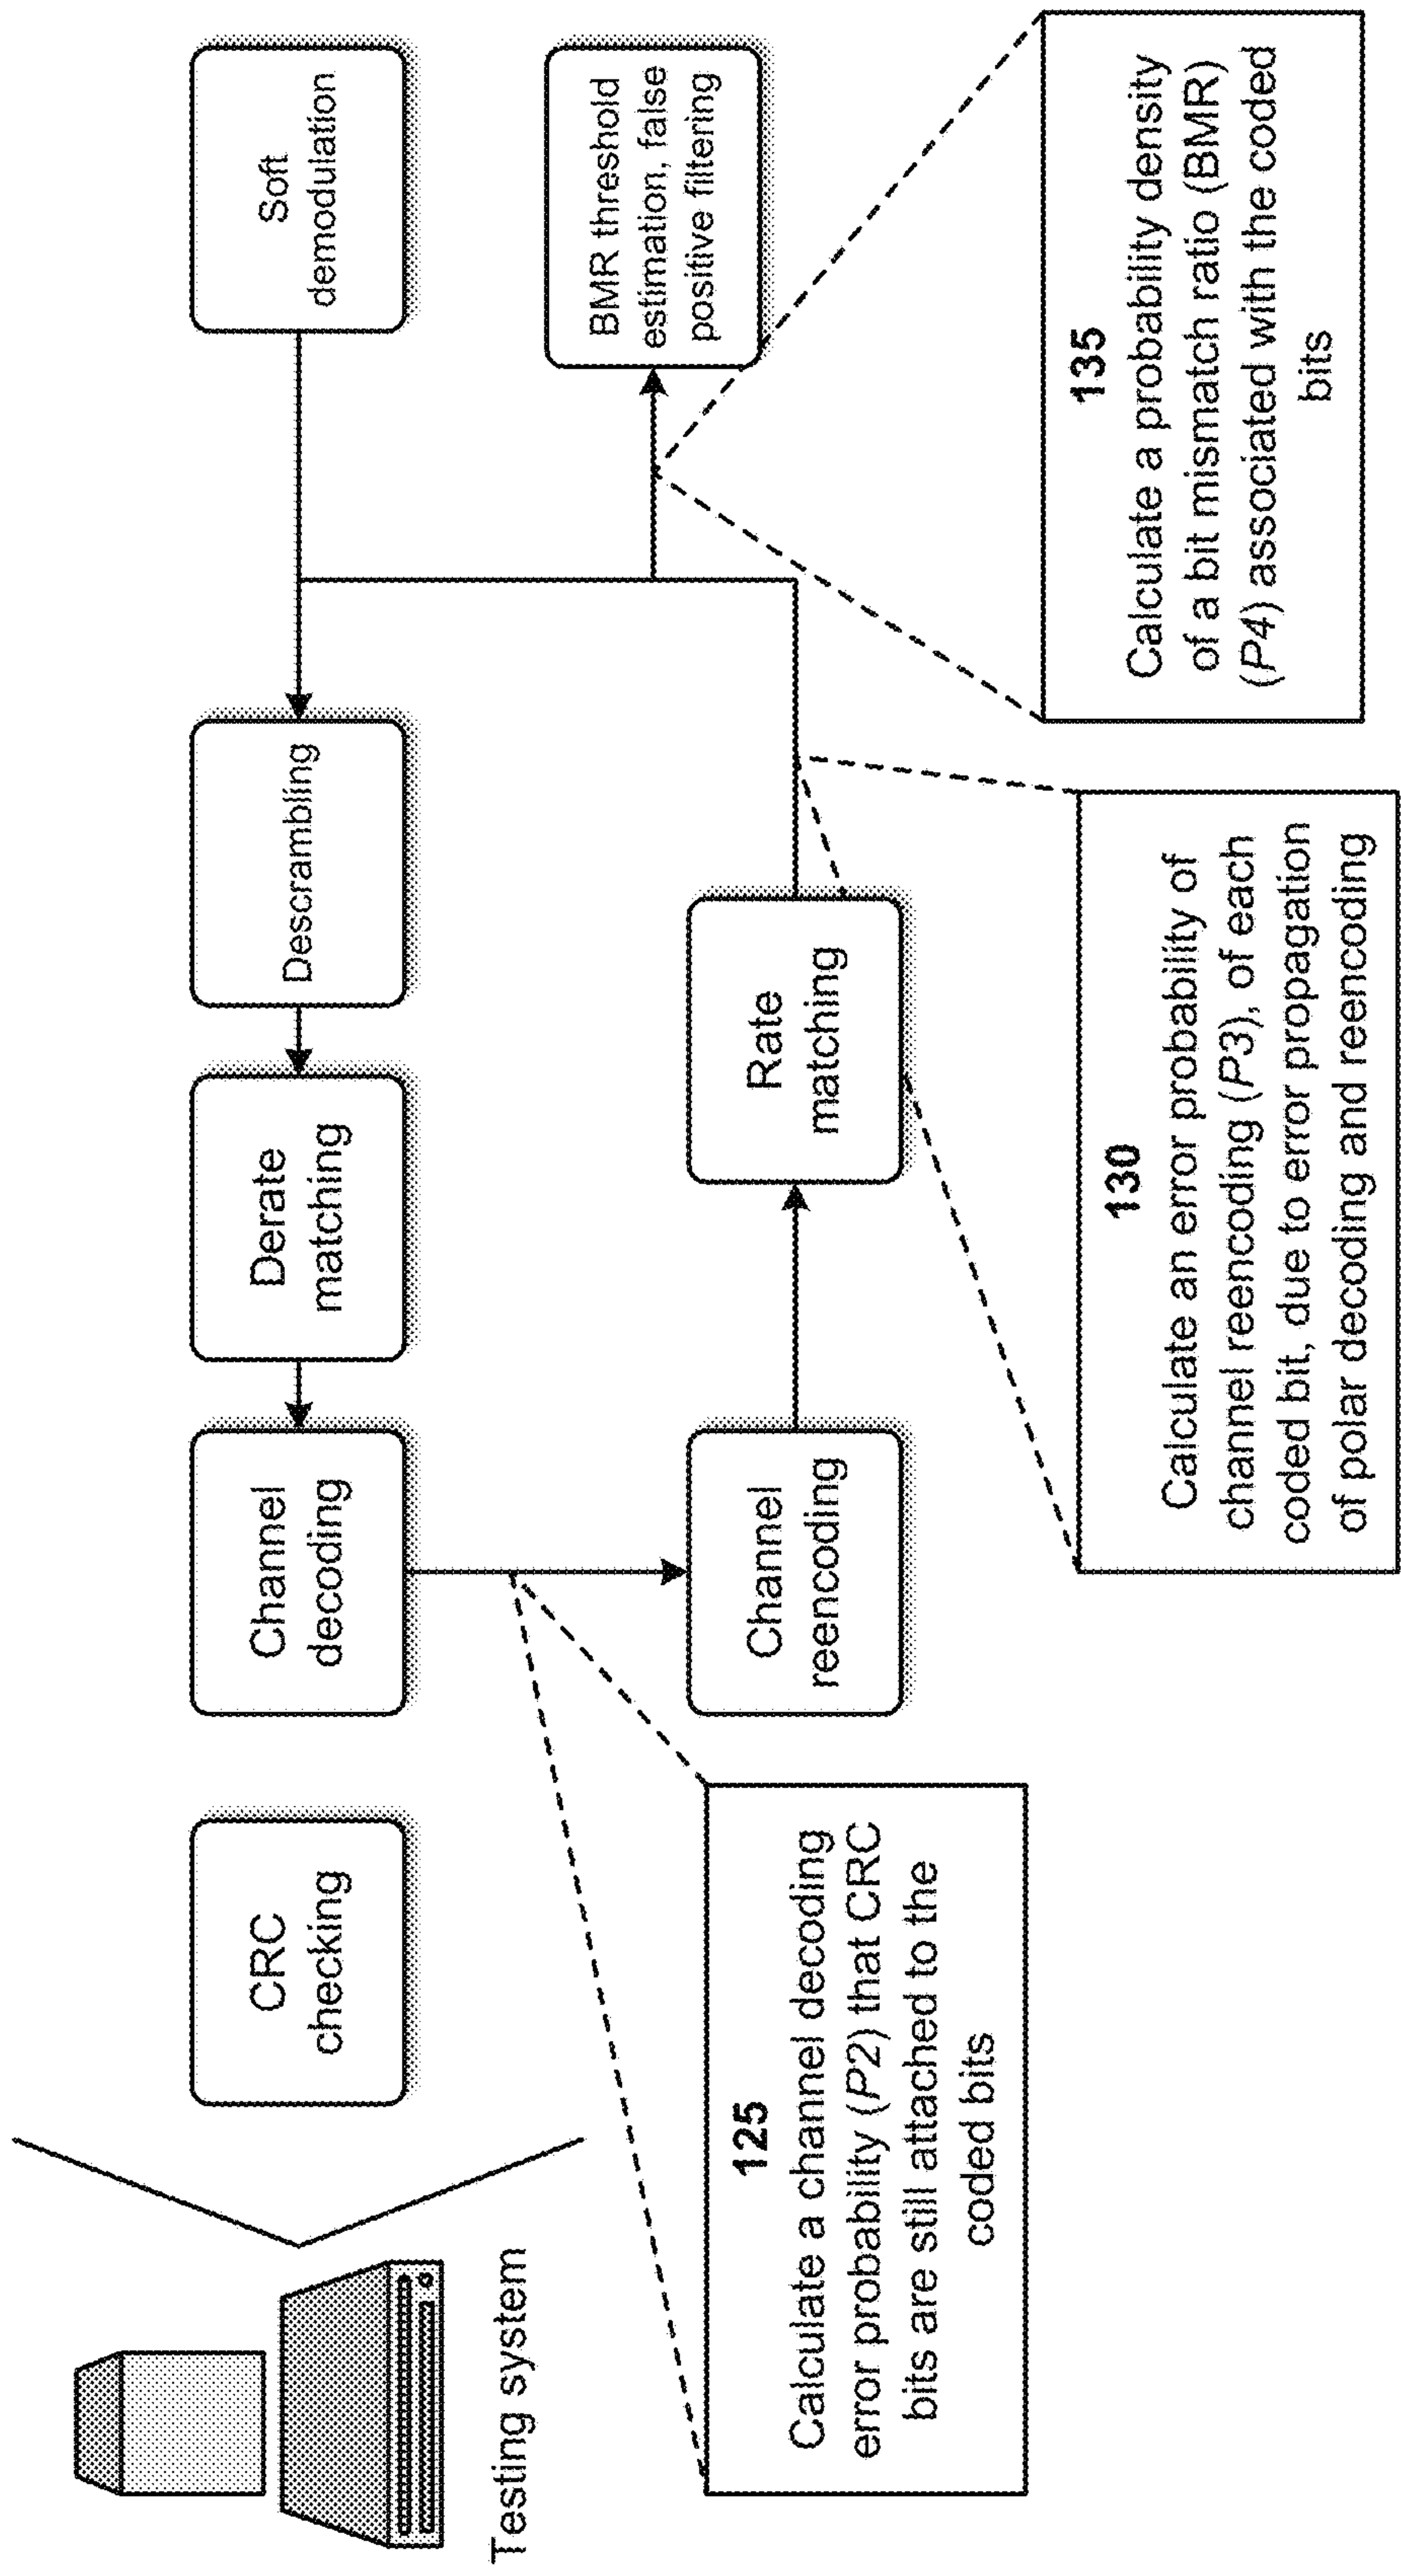 Testing system
CRC
checking
Channel
decoding
Derate
matching
Descrambling
Soft
demodulation
Channel
reencoding
Rate
matching
BMR threshold
estimation, false
positive filtering
125
Calculate a channel decoding
error probability (P2) that CRC
bits are still attached to the
coded bits
130
Calculate an error probability of
channel reencoding (P3), of each
coded bit, due to error propagation
of polar decoding and reencoding
135
Calculate a probability density
of a bit mismatch ratio (BMR)
(P4) associated with the coded
bits